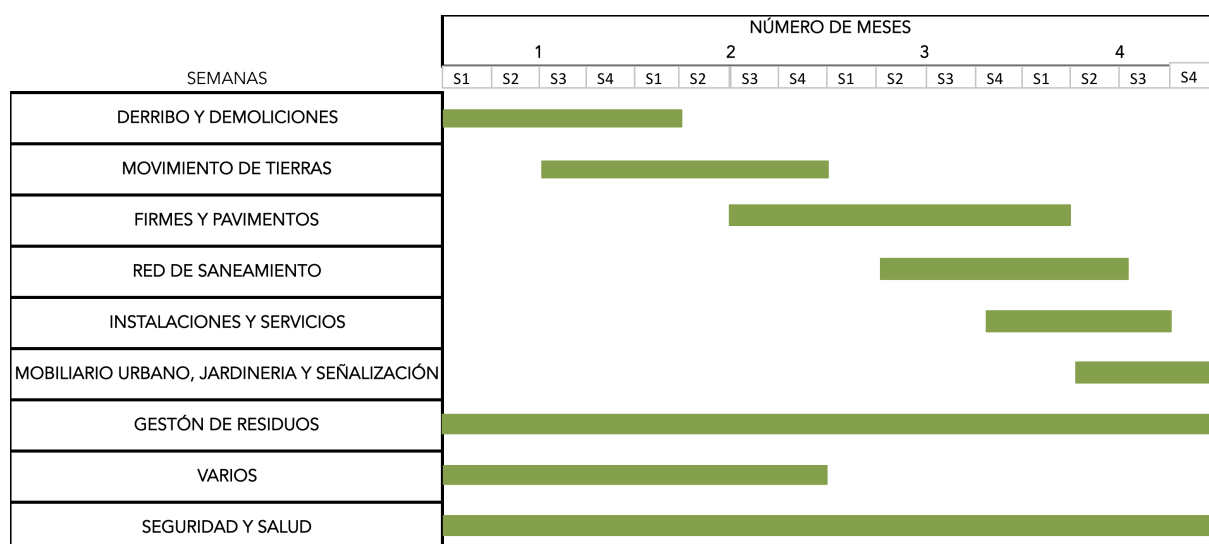 NÚMERO DE MESES
1 2 3 4
SEMANAS S1 S2 S3 S4 S1 S2 S3 S4 S1 S2 S3 S4 S1 S2 S3 S4
DERRIBO Y DEMOLICIONES
MOVIMIENTO DE TIERRAS
FIRMES Y PAVIMENTOS
RED DE SANEAMIENTO
INSTALACIONES Y SERVICIOS
MOBILIARIO URBANO, JARDINERIA Y SEÑALIZACIÓN
GESTÓN DE RESIDUOS
VARIOS
SEGURIDAD Y SALUD